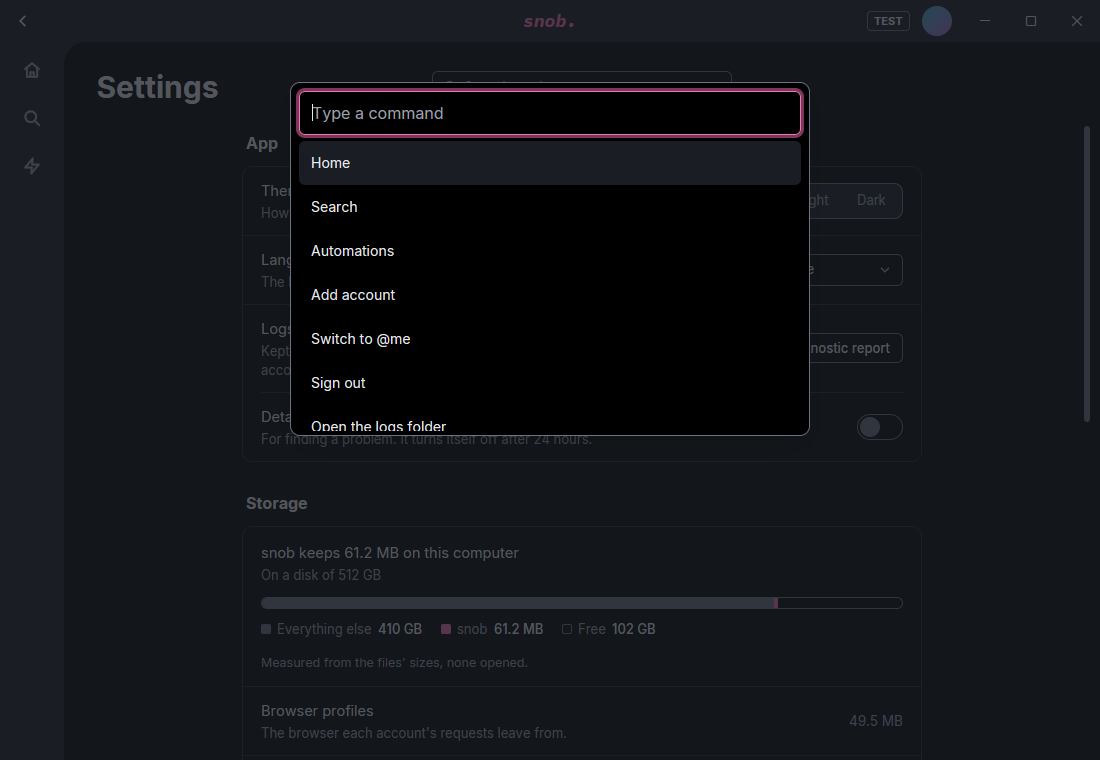 snob.
TEST
Settings
Type a command
App
Home
Search
Automations
Add account
Switch to @me
Sign out
Open the logs folder
How
Dark
The
Logs
Kept
nostic report
For finding a problem. It turns itself off after 24 hours.
Storage
snob keeps 61.2 MB on this computer
On a disk of 512 GB
Everything else 410 GB snob 61.2 MB Free 102 GB
Measured from the files' sizes, none opened.
Browser profiles
49.5 MB
The browser each account's requests leave from.